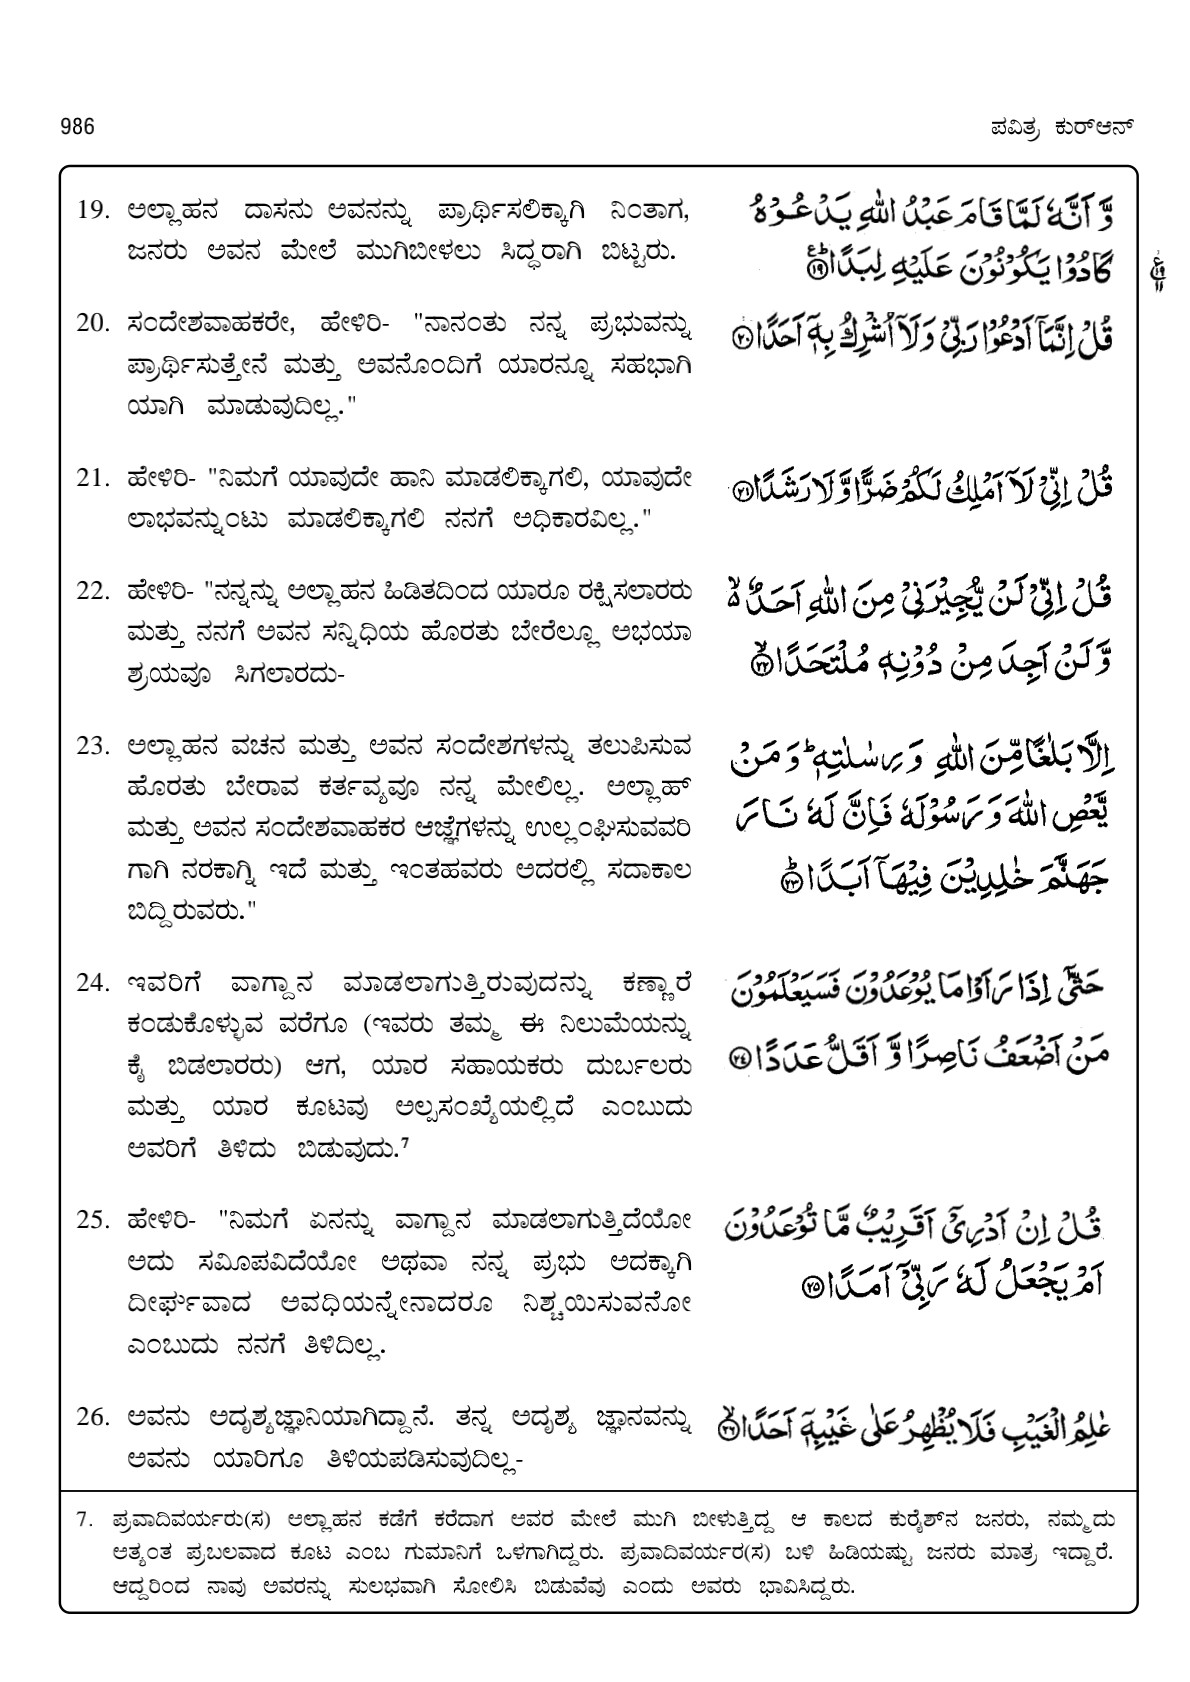 986
ಪವಿತ್ರ ಕುರ್‌ಆನ್
19. ಅಲ್ಲಾಹನ ದಾಸನು ಅವನನ್ನು ಪ್ರಾರ್ಥಿಸಲಿಕ್ಕಾಗಿ ನಿಂತಾಗ,
ಜನರು ಅವನ ಮೇಲೆ ಮುಗಿಬೀಳಲು ಸಿದ್ಧರಾಗಿ ಬಿಟ್ಟರು.
وَّاَنَّهٗ لَمَّا قَامَ عَبْدُ اللّٰهِ يَدْعُوْهُ
كَادُوْا يَكُوْنُوْنَ عَلَيْهِ لِبَدًا ۱۹
20. ಸಂದೇಶವಾಹಕರೇ, ಹೇಳಿರಿ- "ನಾನಂತು ನನ್ನ ಪ್ರಭುವನ್ನು
ಪ್ರಾರ್ಥಿಸುತ್ತೇನೆ ಮತ್ತು ಅವನೊಂದಿಗೆ ಯಾರನ್ನೂ ಸಹಭಾಗಿ
ಯಾಗಿ ಮಾಡುವುದಿಲ್ಲ."
قُلْ اِنَّمَاۤ اَدْعُوْا رَبِّىْ وَلَاۤ اُشْرِكُ بِهٖۤ اَحَدًا ۲۰
21. ಹೇಳಿರಿ- "ನಿಮಗೆ ಯಾವುದೇ ಹಾನಿ ಮಾಡಲಿಕ್ಕಾಗಲಿ, ಯಾವುದೇ
ಲಾಭವನ್ನುಂಟು ಮಾಡಲಿಕ್ಕಾಗಲಿ ನನಗೆ ಅಧಿಕಾರವಿಲ್ಲ."
قُلْ اِنِّىْ لَاۤ اَمْلِكُ لَكُمْ ضَرًّا وَّلَا رَشَدًا ۲۱
22. ಹೇಳಿರಿ- "ನನ್ನನ್ನು ಅಲ್ಲಾಹನ ಹಿಡಿತದಿಂದ ಯಾರೂ ರಕ್ಷಿಸಲಾರರು
ಮತ್ತು ನನಗೆ ಅವನ ಸನ್ನಿಧಿಯ ಹೊರತು ಬೇರೆಲ್ಲೂ ಅಭಯಾ
ಶ್ರಯವೂ ಸಿಗಲಾರದು-
قُلْ اِنِّىْ لَنْ يُّجِيْرَنِىْ مِنَ اللّٰهِ اَحَدٌ ۙ
وَّلَنْ اَجِدَ مِنْ دُوْنِهٖ مُلْتَحَدًا ۙ ۲۲
23. ಅಲ್ಲಾಹನ ವಚನ ಮತ್ತು ಅವನ ಸಂದೇಶಗಳನ್ನು ತಲುಪಿಸುವ
ಹೊರತು ಬೇರಾವ ಕರ್ತವ್ಯವೂ ನನ್ನ ಮೇಲಿಲ್ಲ. ಅಲ್ಲಾಹ್
ಮತ್ತು ಅವನ ಸಂದೇಶವಾಹಕರ ಆಜ್ಞೆಗಳನ್ನು ಉಲ್ಲಂಘಿಸುವವರಿ
ಗಾಗಿ ನರಕಾಗ್ನಿ ಇದೆ ಮತ್ತು ಇಂತಹವರು ಅದರಲ್ಲಿ ಸದಾಕಾಲ
ಬಿದ್ದಿರುವರು."
اِلَّا بَلٰغًا مِّنَ اللّٰهِ وَرِسٰلٰتِهٖ ؕ وَمَنْ
يَّعْصِ اللّٰهَ وَرَسُوْلَهٗ فَاِنَّ لَهٗ نَارَ
جَهَنَّمَ خٰلِدِيْنَ فِيْهَاۤ اَبَدًا ؕ ۲۳
24. ಇವರಿಗೆ ವಾಗ್ದಾನ ಮಾಡಲಾಗುತ್ತಿರುವುದನ್ನು ಕಣ್ಣಾರೆ
ಕಂಡುಕೊಳ್ಳುವ ವರೆಗೂ (ಇವರು ತಮ್ಮ ಈ ನಿಲುಮೆಯನ್ನು
ಕೈ ಬಿಡಲಾರರು) ಆಗ, ಯಾರ ಸಹಾಯಕರು ದುರ್ಬಲರು
ಮತ್ತು ಯಾರ ಕೂಟವು ಅಲ್ಪಸಂಖ್ಯೆಯಲ್ಲಿದೆ ಎಂಬುದು
ಅವರಿಗೆ ತಿಳಿದು ಬಿಡುವುದು.7
حَتّٰۤى اِذَا رَاَوْا مَا يُوْعَدُوْنَ فَسَيَعْلَمُوْنَ
مَنْ اَضْعَفُ نَاصِرًا وَّاَقَلُّ عَدَدًا ۲۴
25. ಹೇಳಿರಿ- "ನಿಮಗೆ ಏನನ್ನು ವಾಗ್ದಾನ ಮಾಡಲಾಗುತ್ತಿದೆಯೋ
ಅದು ಸಮೀಪವಿದೆಯೋ ಅಥವಾ ನನ್ನ ಪ್ರಭು ಅದಕ್ಕಾಗಿ
ದೀರ್ಘವಾದ ಅವಧಿಯನ್ನೇನಾದರೂ ನಿಶ್ಚಯಿಸುವನೋ
ಎಂಬುದು ನನಗೆ ತಿಳಿದಿಲ್ಲ.
قُلْ اِنْ اَدْرِىْۤ اَقَرِيْبٌ مَّا تُوْعَدُوْنَ
اَمْ يَجْعَلُ لَهٗ رَبِّىْۤ اَمَدًا ۲۵
26. ಅವನು ಅದೃಶ್ಯಜ್ಞಾನಿಯಾಗಿದ್ದಾನೆ. ತನ್ನ ಅದೃಶ್ಯ ಜ್ಞಾನವನ್ನು
ಅವನು ಯಾರಿಗೂ ತಿಳಿಯಪಡಿಸುವುದಿಲ್ಲ-
عٰلِمُ الْغَيْبِ فَلَا يُظْهِرُ عَلٰى غَيْبِهٖۤ اَحَدًا ۙ ۲۶
7. ಪ್ರವಾದಿವರ್ಯರು(ಸ) ಅಲ್ಲಾಹನ ಕಡೆಗೆ ಕರೆದಾಗ ಅವರ ಮೇಲೆ ಮುಗಿ ಬೀಳುತ್ತಿದ್ದ ಆ ಕಾಲದ ಕುರೈಶ್‌ನ ಜನರು, ನಮ್ಮದು
ಅತ್ಯಂತ ಪ್ರಬಲವಾದ ಕೂಟ ಎಂಬ ಗುಮಾನಿಗೆ ಒಳಗಾಗಿದ್ದರು. ಪ್ರವಾದಿವರ್ಯರ(ಸ) ಬಳಿ ಹಿಡಿಯಷ್ಟು ಜನರು ಮಾತ್ರ ಇದ್ದಾರೆ.
ಆದ್ದರಿಂದ ನಾವು ಅವರನ್ನು ಸುಲಭವಾಗಿ ಸೋಲಿಸಿ ಬಿಡುವೆವು ಎಂದು ಅವರು ಭಾವಿಸಿದ್ದರು.